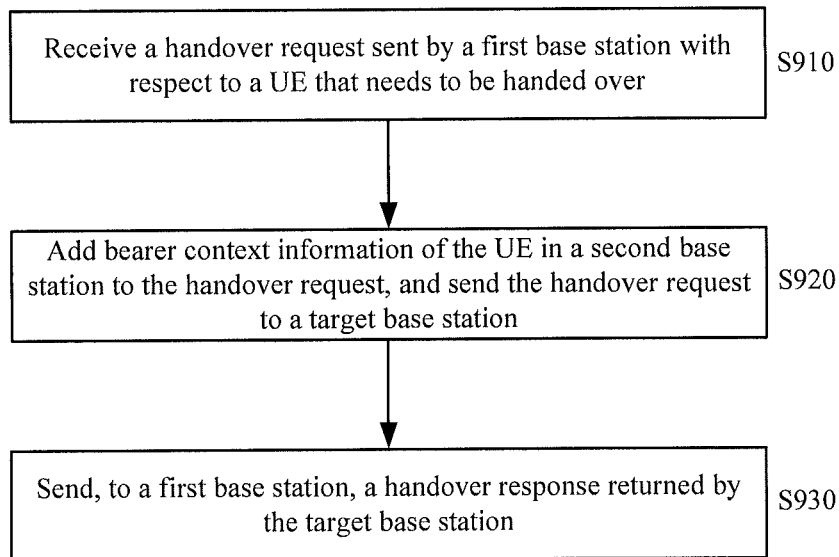 Receive a handover request sent by a first base station with
respect to a UE that needs to be handed over
S910
Add bearer context information of the UE in a second base
station to the handover request, and send the handover request
to a target base station
S920
Send, to a first base station, a handover response returned by
the target base station
S930